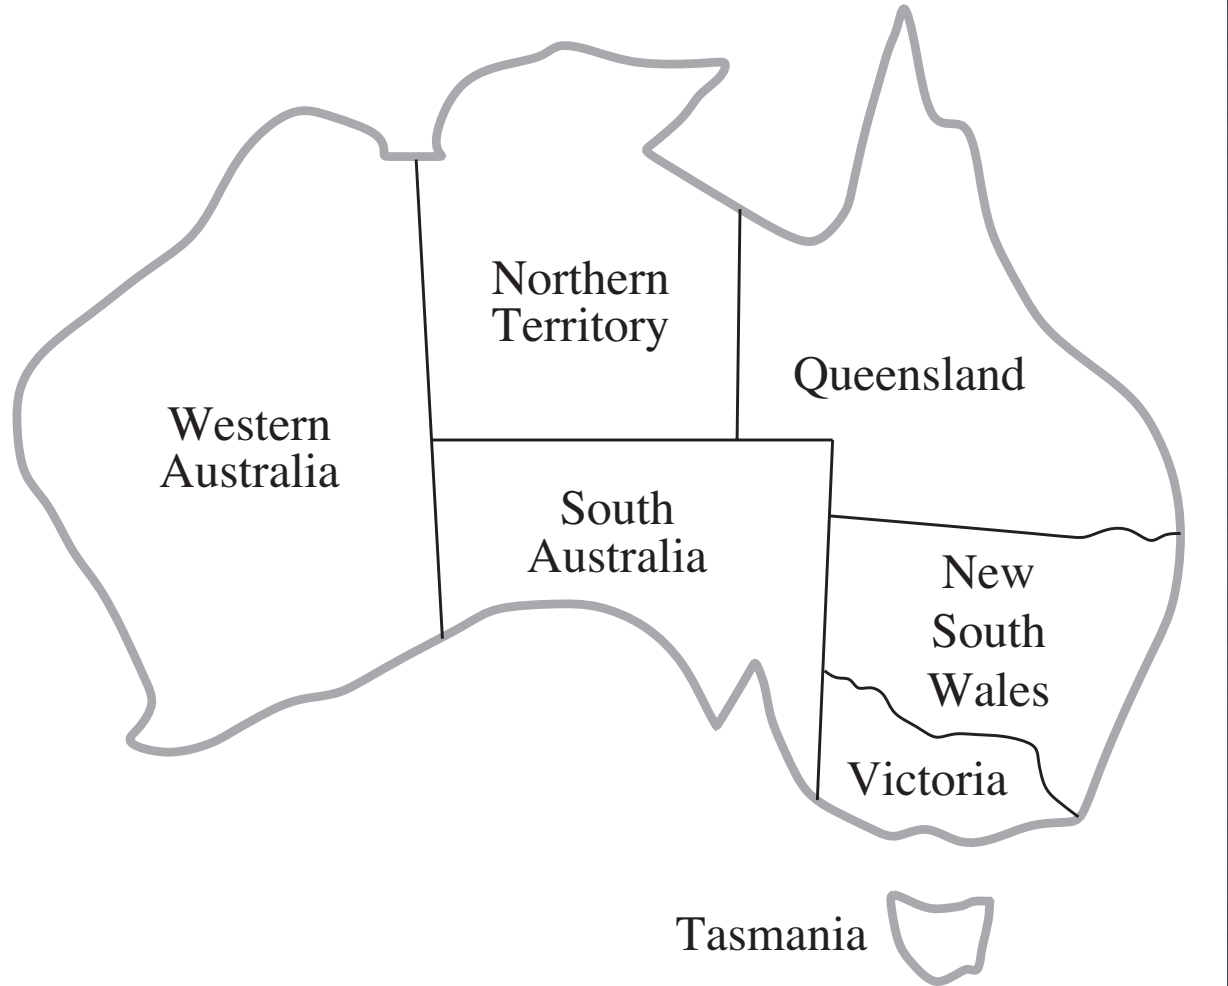 Northern
Territory
Queensland
Western
Australia
South
Australia
New
South
Wales
Victoria
Tasmania